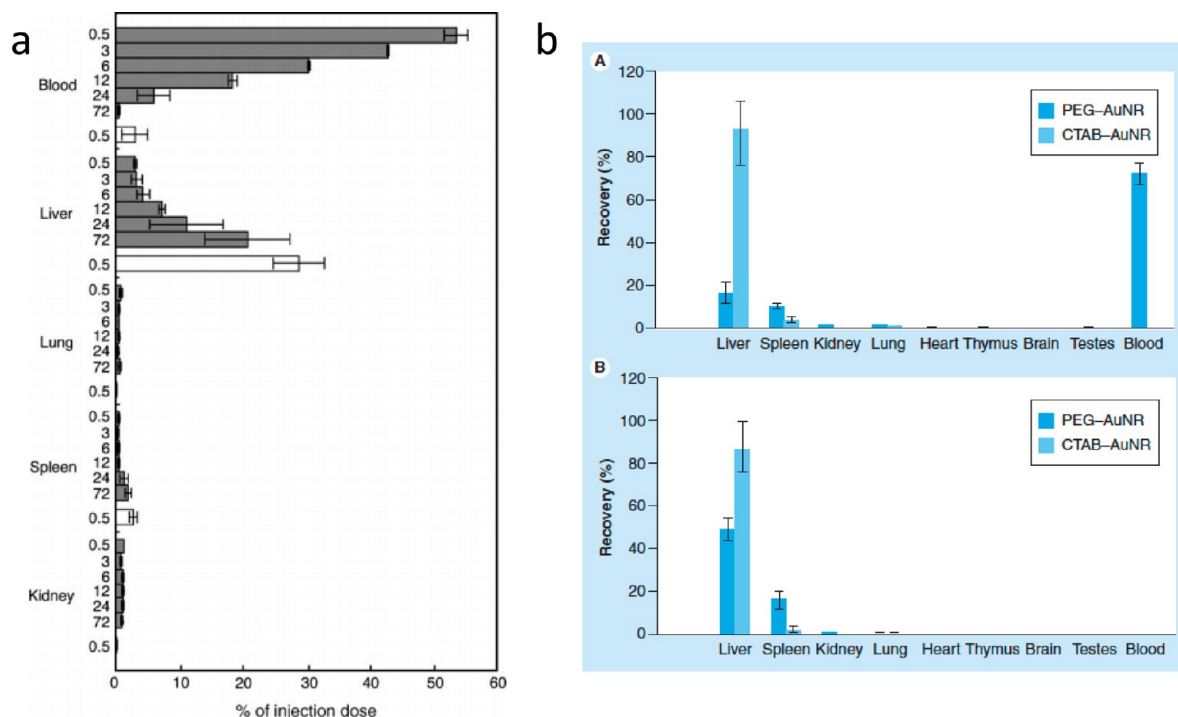 a
0.5
3
6
Blood 12
24
72
0.5
0.5
3
6
Liver 12
24
72
0.5
0.5
3
6
Lung 12
24
72
0.5
0.5
3
6
Spleen 12
24
72
0.5
0.5
3
6
Kidney 12
24
72
0.5
0 10 20 30 40 50 60
% of injection dose
b
A
120
100
80
60
40
20
0
Recovery (%)
PEG–AuNR
CTAB–AuNR
Liver Spleen Kidney Lung Heart Thymus Brain Testes Blood
B
120
100
80
60
40
20
0
Recovery (%)
PEG–AuNR
CTAB–AuNR
Liver Spleen Kidney Lung Heart Thymus Brain Testes Blood